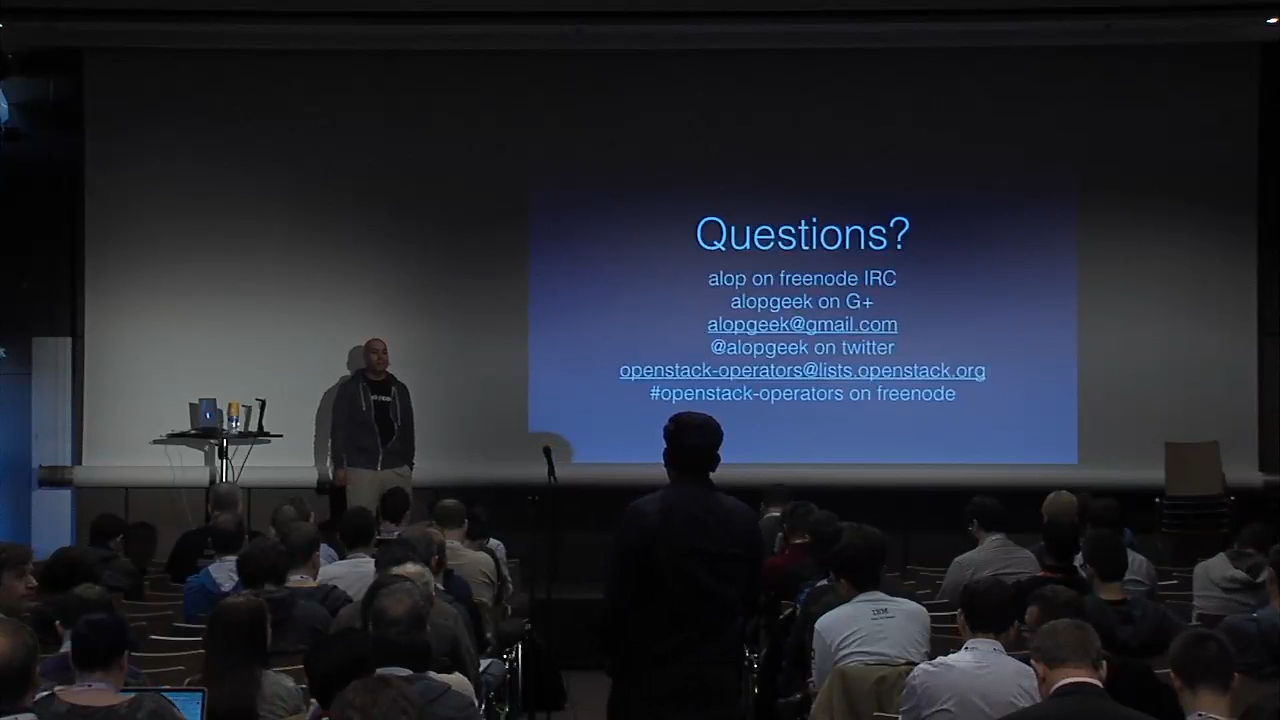 Questions?
alop on freenode IRC
alopgeek on G+
alopgeek@gmail.com
@alopgeek on twitter
openstack-operators@lists.openstack.org
#openstack-operators on freenode
IBM